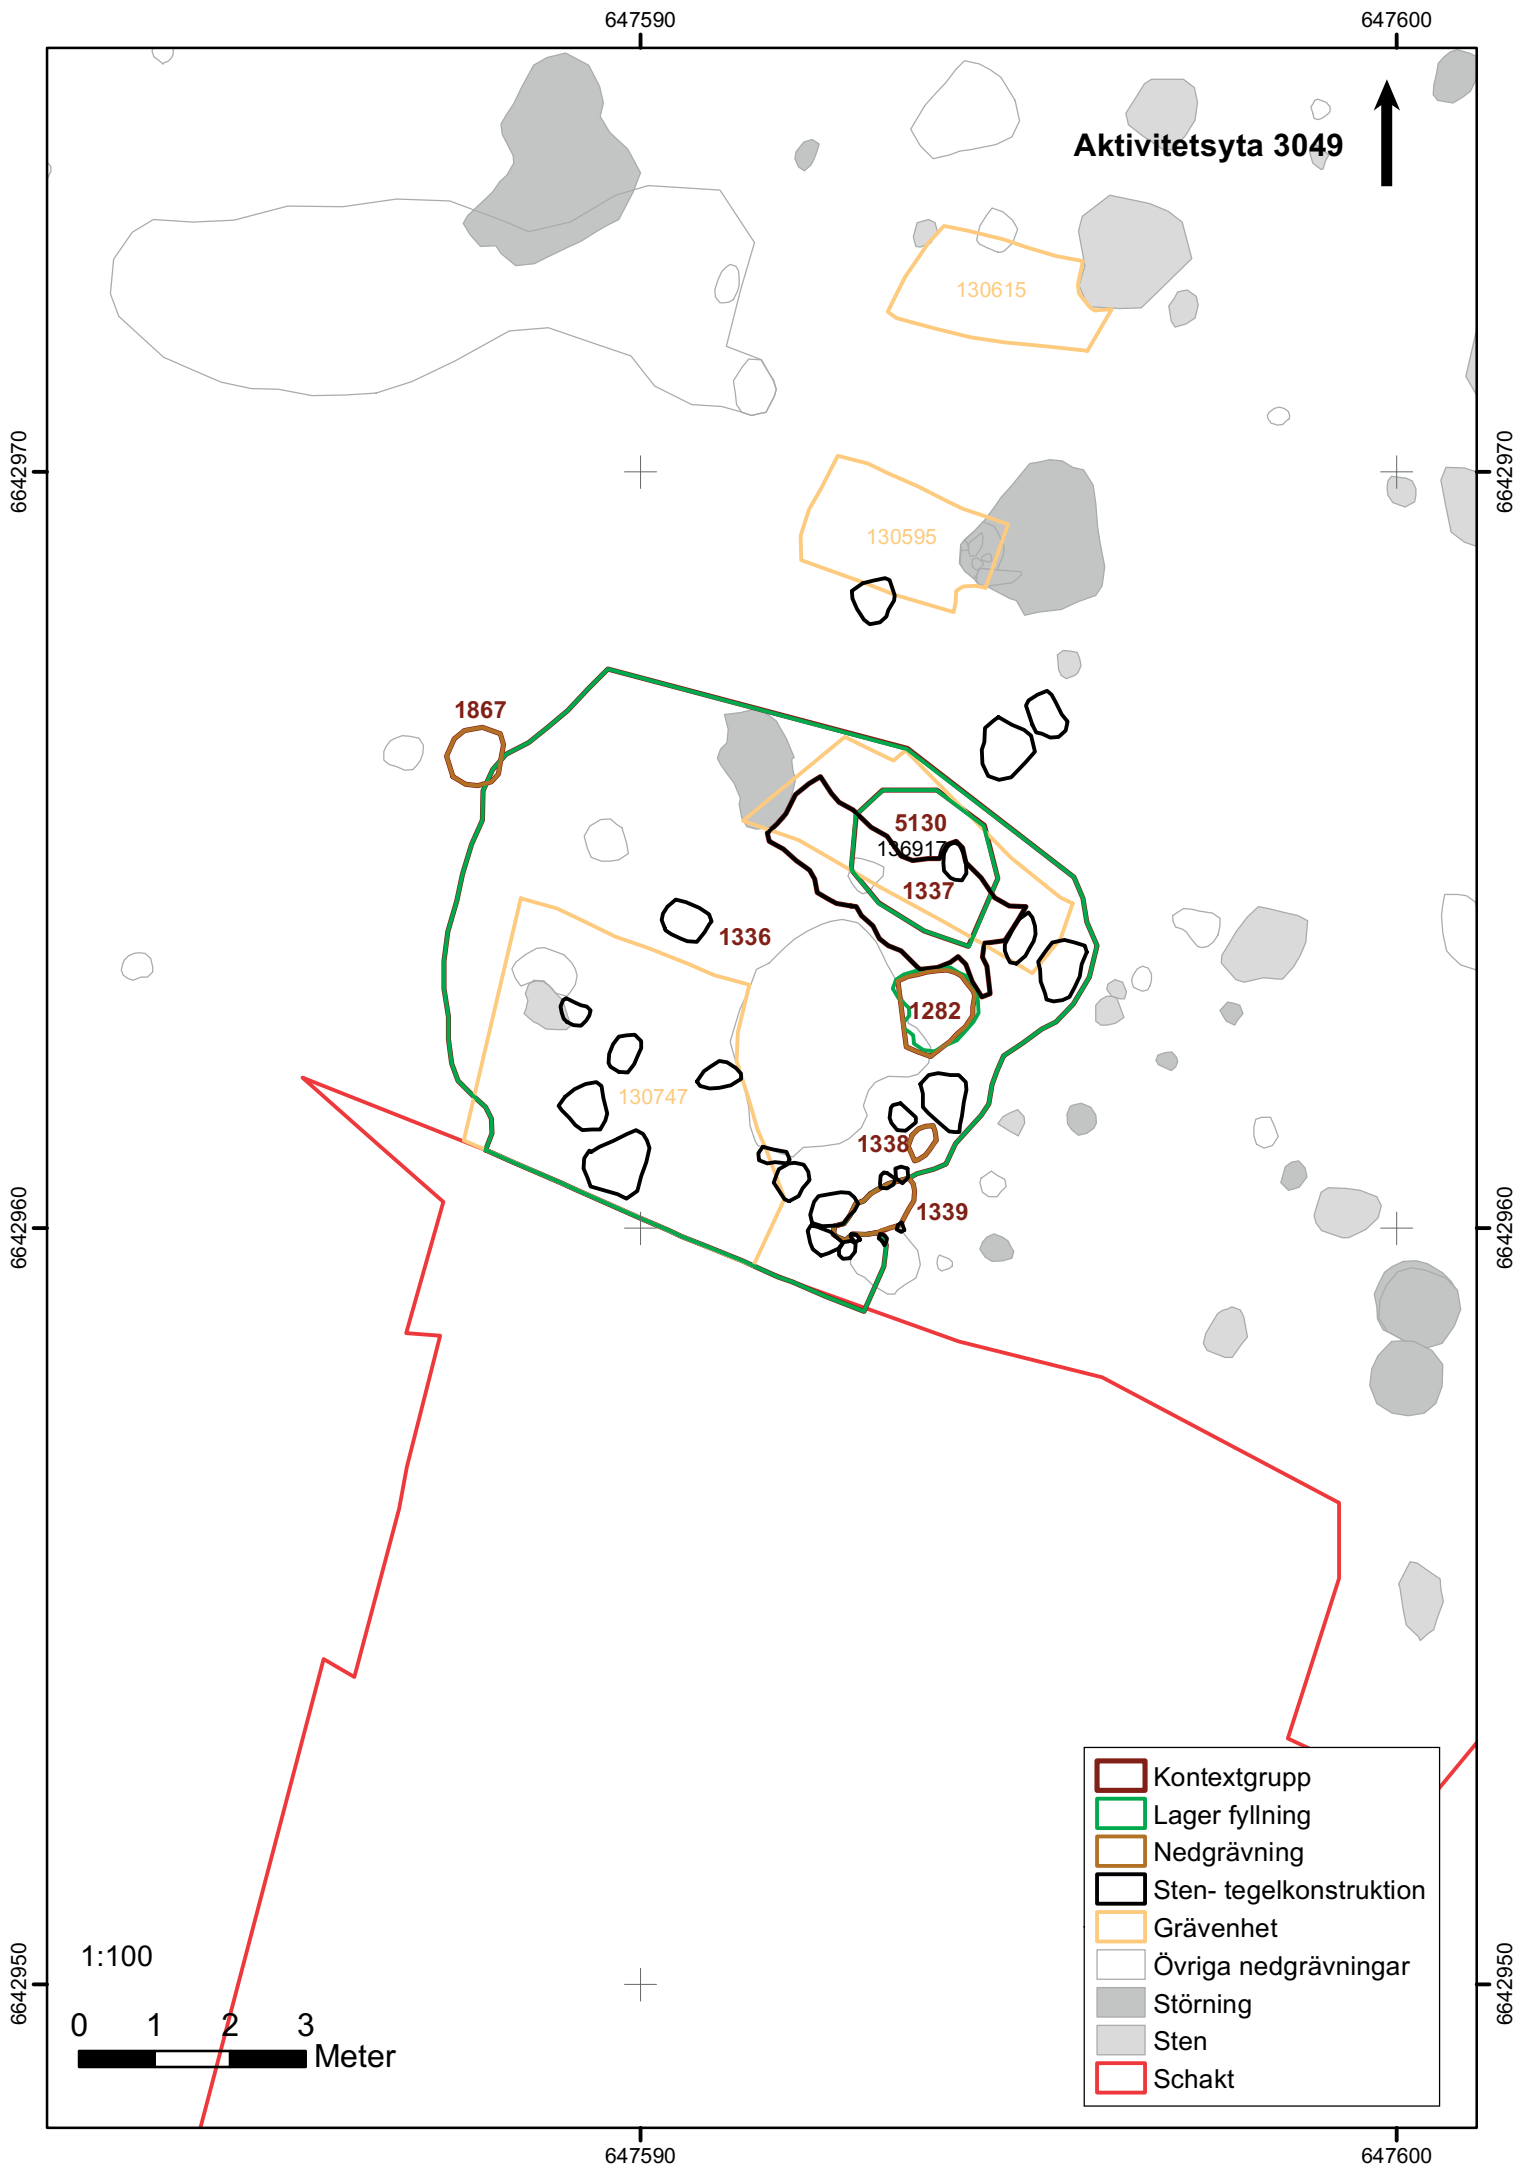 647590
647600
Aktivitetsyta 3049
130615
6642970
6642970
130595
1867
5130
136917
1337
1336
1282
130747
1338
1339
6642960
6642960
Kontextgrupp
Lager fyllning
Nedgrävning
Sten- tegelkonstruktion
Grävenhet
Övriga nedgrävningar
Störning
Sten
Schakt
1:100
6642950
6642950
0 1 2 3
Meter
647590
647600